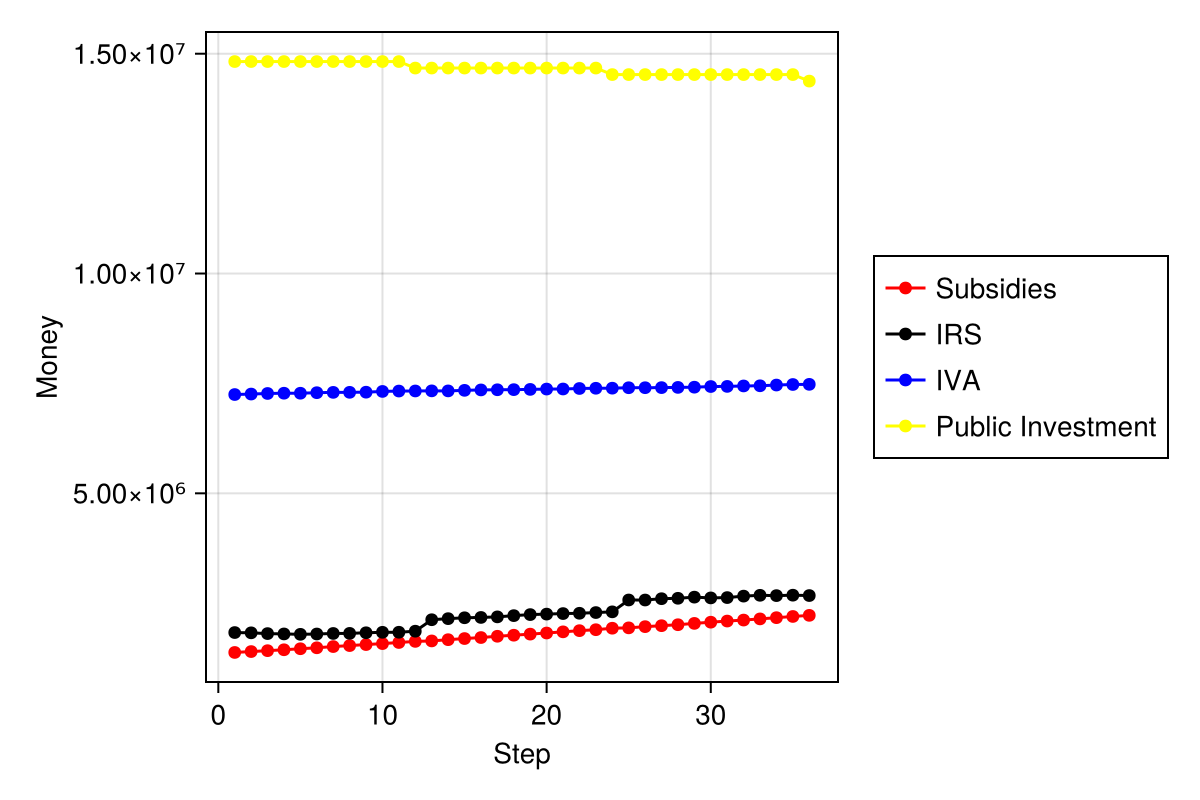 1.50×10⁷
1.00×10⁷
5.00×10⁶
Money
0 10 20 30
Step
Subsidies
IRS
IVA
Public Investment